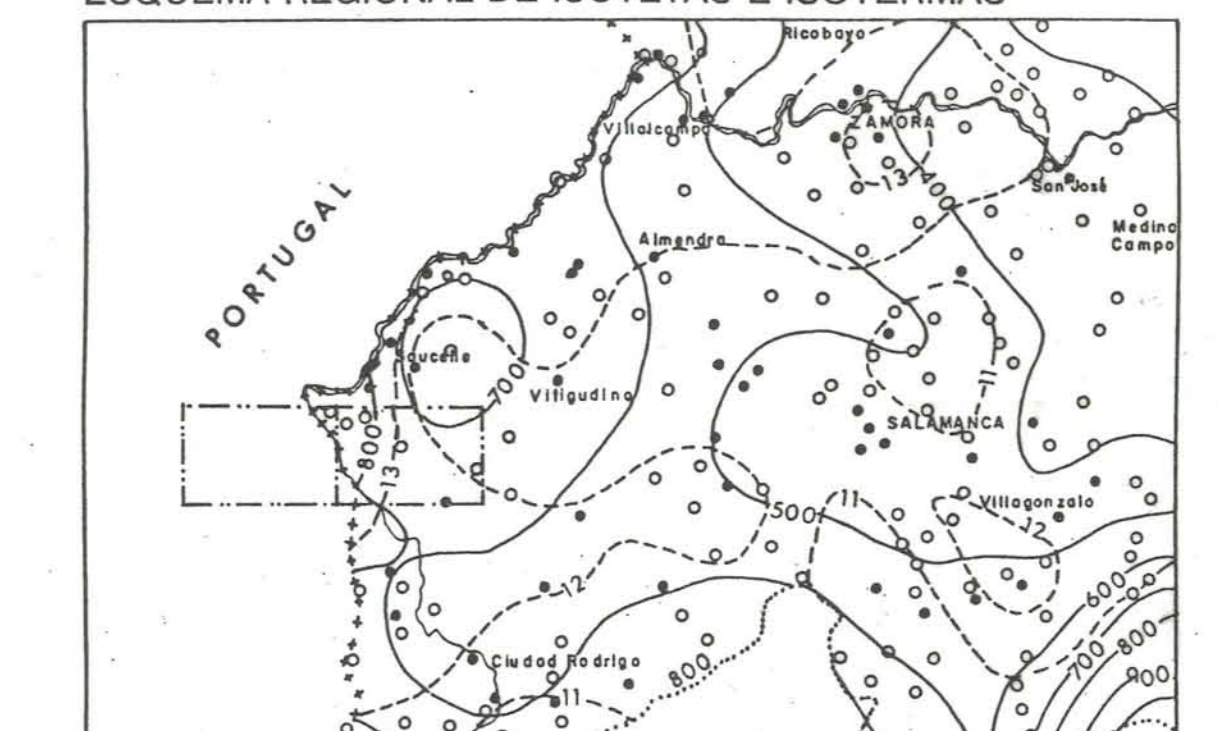 ESQUEMA REGIONAL DE ISOYETAS E ISOTERMAS
Ricobayo
Villalcampo
ZAMORA
13
400
San José
PORTUGAL
Almendra
Medina
Campo
Saucelle
700
Vitigudino
11
800
13
SALAMANCA
11
500
Villagonzalo
12
12
600
800
700
900
Ciudad Rodrigo
800
11